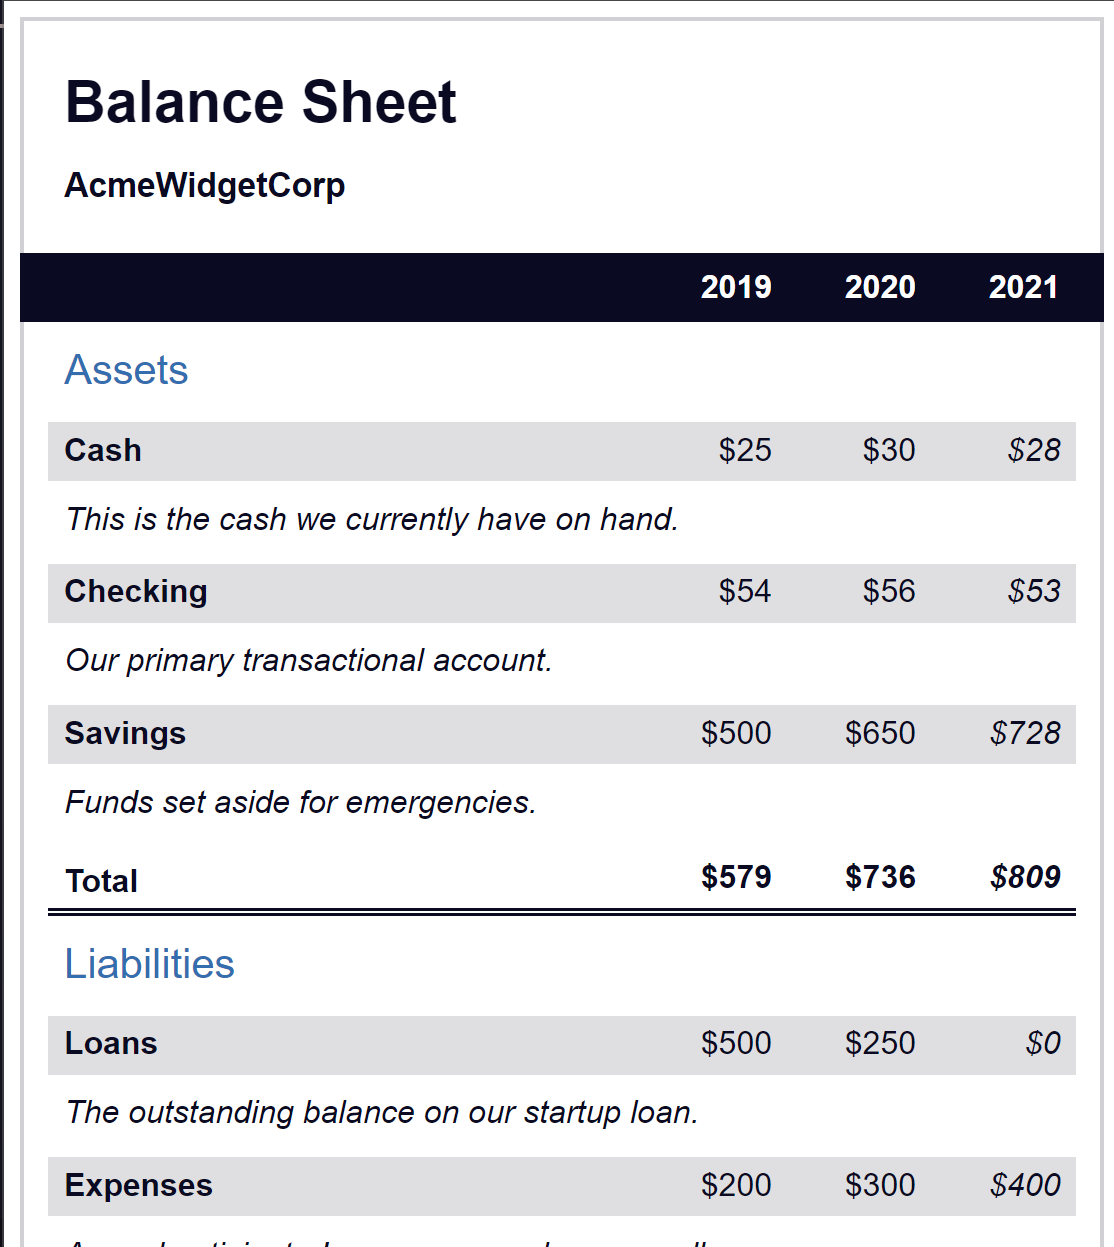 Balance Sheet
AcmeWidgetCorp
2019 2020 2021
Assets
Cash $25 $30 $28
This is the cash we currently have on hand.
Checking $54 $56 $53
Our primary transactional account.
Savings $500 $650 $728
Funds set aside for emergencies.
Total $579 $736 $809
Liabilities
Loans $500 $250 $0
The outstanding balance on our startup loan.
Expenses $200 $300 $400